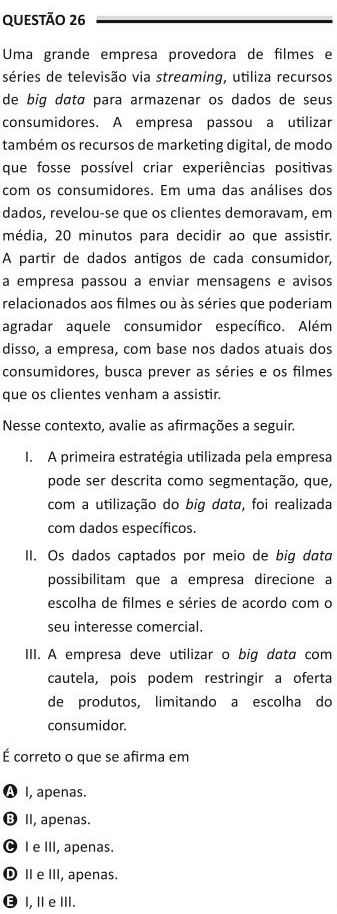 QUESTÃO 26
Uma grande empresa provedora de filmes e
séries de televisão via streaming, utiliza recursos
de big data para armazenar os dados de seus
consumidores. A empresa passou a utilizar
também os recursos de marketing digital, de modo
que fosse possível criar experiências positivas
com os consumidores. Em uma das análises dos
dados, revelou-se que os clientes demoravam, em
média, 20 minutos para decidir ao que assistir.
A partir de dados antigos de cada consumidor,
a empresa passou a enviar mensagens e avisos
relacionados aos filmes ou às séries que poderiam
agradar aquele consumidor específico. Além
disso, a empresa, com base nos dados atuais dos
consumidores, busca prever as séries e os filmes
que os clientes venham a assistir.
Nesse contexto, avalie as afirmações a seguir.
I. A primeira estratégia utilizada pela empresa
pode ser descrita como segmentação, que,
com a utilização do big data, foi realizada
com dados específicos.
II. Os dados captados por meio de big data
possibilitam que a empresa direcione a
escolha de filmes e séries de acordo com o
seu interesse comercial.
III. A empresa deve utilizar o big data com
cautela, pois podem restringir a oferta
de produtos, limitando a escolha do
consumidor.
É correto o que se afirma em
A I, apenas.
B II, apenas.
C I e III, apenas.
D II e III, apenas.
E I, II e III.